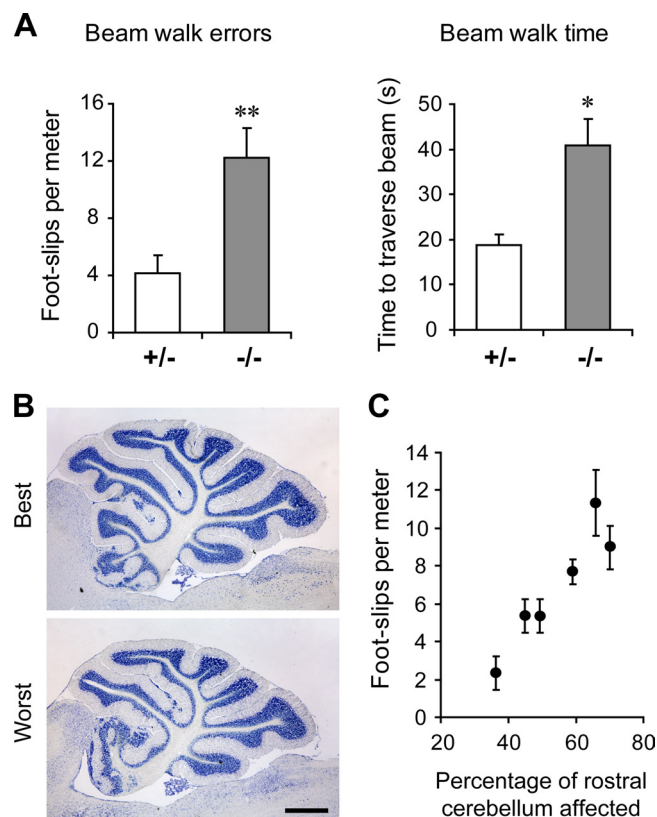 A
Beam walk errors
Foot-slips per meter
16
12
8
4
0
**
+/-
-/-
Beam walk time
Time to traverse beam (s)
50
40
30
20
10
0
*
+/-
-/-
B
Best
Worst
C
Foot-slips per meter
14
12
10
8
6
4
2
0
20
40
60
80
Percentage of rostral
cerebellum affected